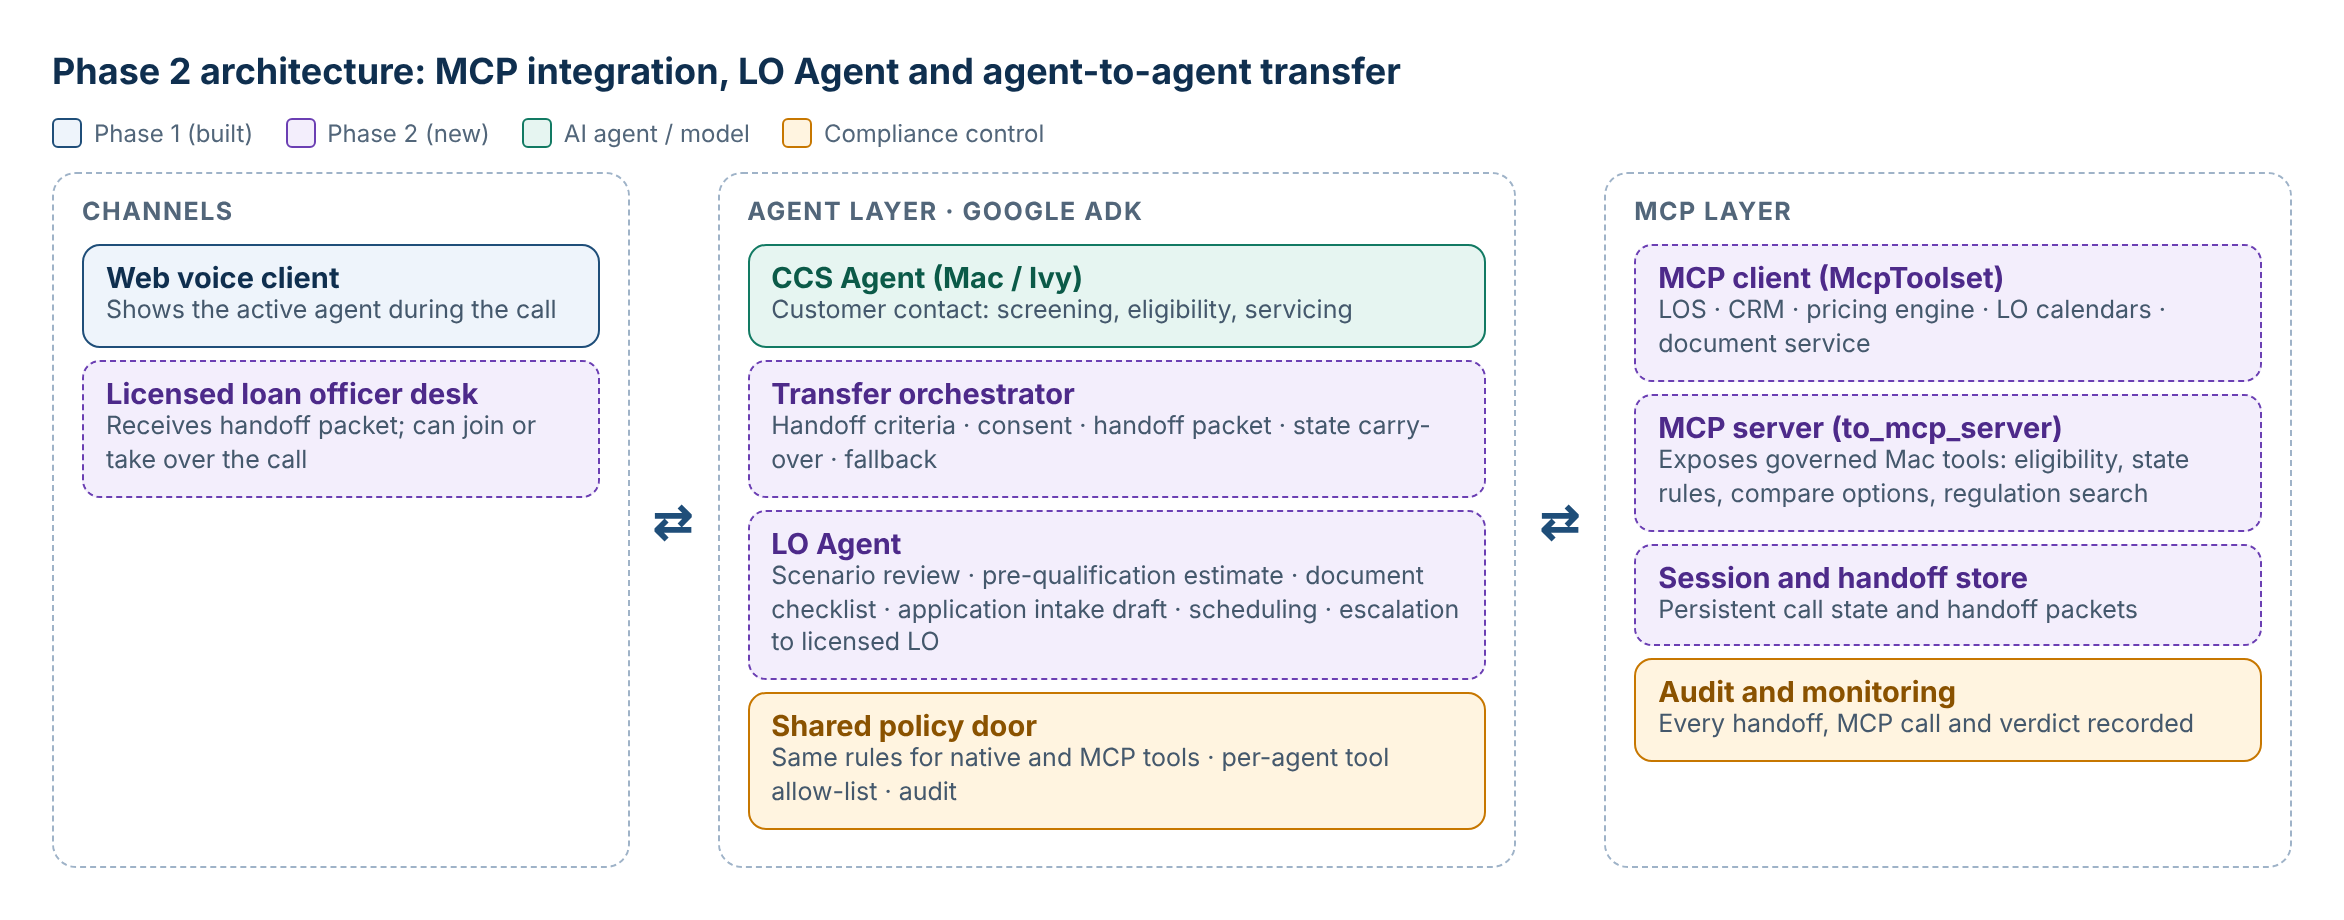 Phase 2 architecture: MCP integration, LO Agent and agent-to-agent transfer
Phase 1 (built)
Phase 2 (new)
AI agent / model
Compliance control
CHANNELS
Web voice client
Shows the active agent during the call
Licensed loan officer desk
Receives handoff packet; can join or
take over the call
AGENT LAYER · GOOGLE ADK
CCS Agent (Mac / Ivy)
Customer contact: screening, eligibility, servicing
Transfer orchestrator
Handoff criteria · consent · handoff packet · state carry-
over · fallback
LO Agent
Scenario review · pre-qualification estimate · document
checklist · application intake draft · scheduling · escalation
to licensed LO
Shared policy door
Same rules for native and MCP tools · per-agent tool
allow-list · audit
MCP LAYER
MCP client (McpToolset)
LOS · CRM · pricing engine · LO calendars ·
document service
MCP server (to_mcp_server)
Exposes governed Mac tools: eligibility, state
rules, compare options, regulation search
Session and handoff store
Persistent call state and handoff packets
Audit and monitoring
Every handoff, MCP call and verdict recorded